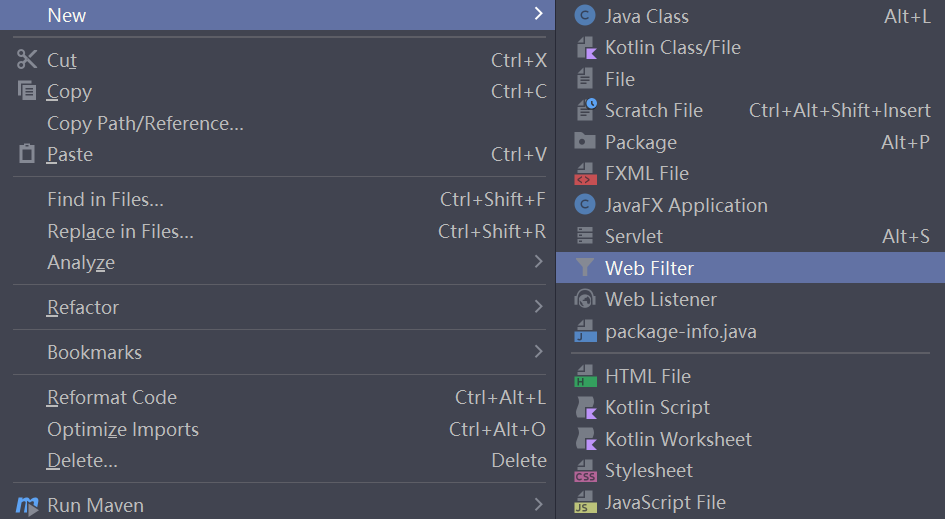 New
Cut Ctrl+X
Copy Ctrl+C
Copy Path/Reference...
Paste Ctrl+V
Find in Files... Ctrl+Shift+F
Replace in Files... Ctrl+Shift+R
Analyze
Refactor
Bookmarks
Reformat Code Ctrl+Alt+L
Optimize Imports Ctrl+Alt+O
Delete... Delete
Run Maven
Java Class Alt+L
Kotlin Class/File
File
Scratch File Ctrl+Alt+Shift+Insert
Package Alt+P
FXML File
JavaFX Application
Servlet Alt+S
Web Filter
Web Listener
package-info.java
HTML File
Kotlin Script
Kotlin Worksheet
Stylesheet
JavaScript File